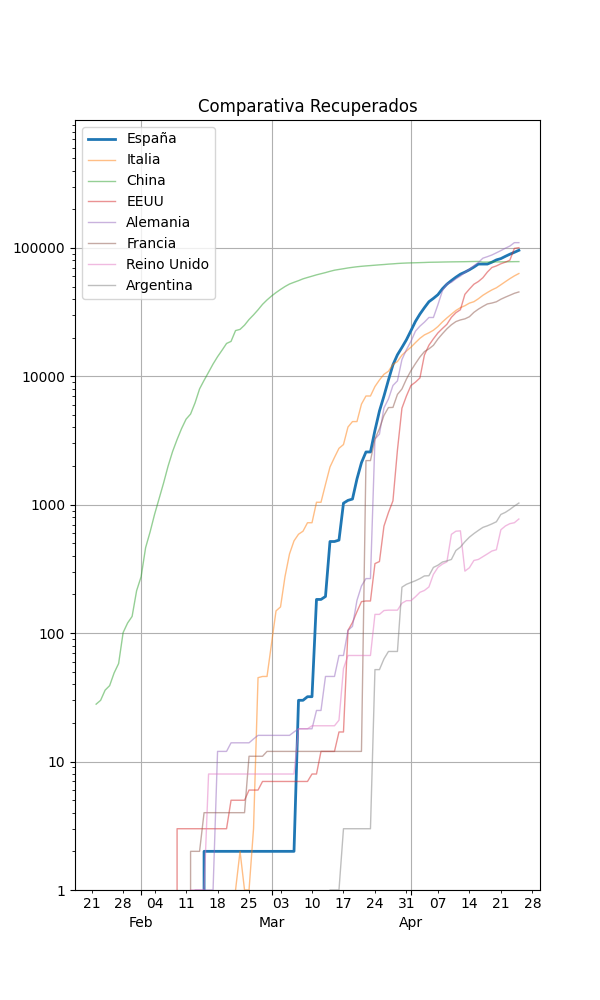 Comparativa Recuperados
España
Italia
China
EEUU
Alemania
Francia
Reino Unido
Argentina
100000
10000
1000
100
10
1
21 28 04 11 18 25 03 10 17 24 31 07 14 21 28
Feb Mar Apr